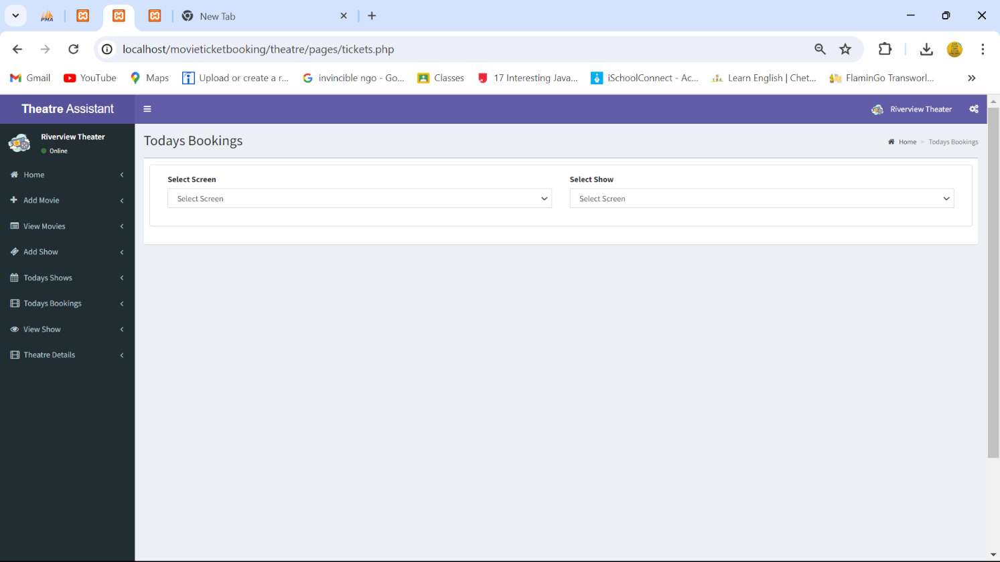 PMA
New Tab
localhost/movieticketbooking/theatre/pages/tickets.php
Gmail YouTube Maps Upload or create a r... invincible ngo - Go... Classes 17 Interesting Java... iSchoolConnect - Ac... Learn English | Chet... FlaminGo Transworl... »
Theatre Assistant
Riverview Theater
Riverview Theater
Online
Todays Bookings
Home > Todays Bookings
Home
Add Movie
View Movies
Add Show
Todays Shows
Todays Bookings
View Show
Theatre Details
Select Screen
Select Screen
Select Show
Select Screen